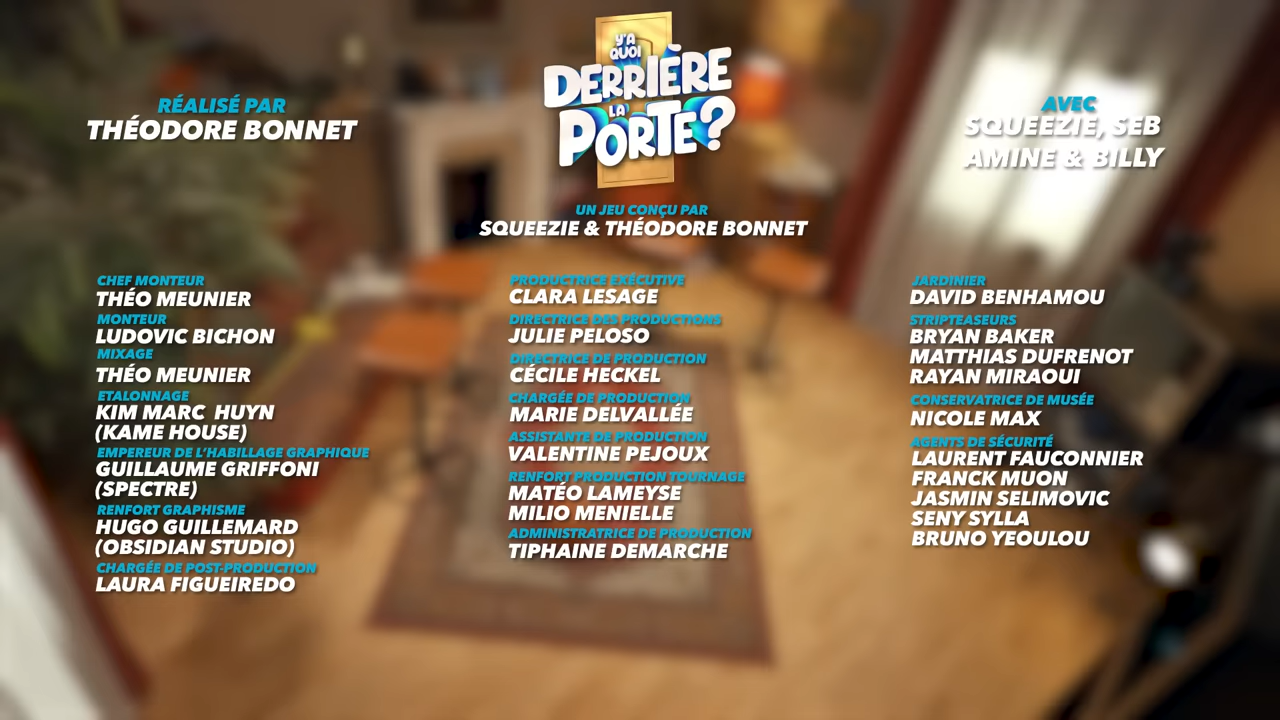 Y'A
QUOI
DERRIÈRE
LA
PORTE?
RÉALISÉ PAR
THÉODORE BONNET
AVEC
SQUEEZIE, SEB
AMINE & BILLY
UN JEU CONÇU PAR
SQUEEZIE & THÉODORE BONNET
CHEF MONTEUR
THÉO MEUNIER
MONTEUR
LUDOVIC BICHON
MIXAGE
THÉO MEUNIER
ETALONNAGE
KIM MARC HUYN
(KAME HOUSE)
EMPEREUR DE L'HABILLAGE GRAPHIQUE
GUILLAUME GRIFFONI
(SPECTRE)
RENFORT GRAPHISME
HUGO GUILLEMARD
(OBSIDIAN STUDIO)
CHARGÉE DE POST-PRODUCTION
LAURA FIGUEIREDO
PRODUCTRICE EXÉCUTIVE
CLARA LESAGE
DIRECTRICE DES PRODUCTIONS
JULIE PELOSO
DIRECTRICE DE PRODUCTION
CÉCILE HECKEL
CHARGÉE DE PRODUCTION
MARIE DELVALLÉE
ASSISTANTE DE PRODUCTION
VALENTINE PEJOUX
RENFORT PRODUCTION TOURNAGE
MATÉO LAMEYSE
MILIO MENIELLE
ADMINISTRATRICE DE PRODUCTION
TIPHAINE DEMARCHE
JARDINIER
DAVID BENHAMOU
STRIPTEASEURS
BRYAN BAKER
MATTHIAS DUFRENOT
RAYAN MIRAOUI
CONSERVATRICE DE MUSÉE
NICOLE MAX
AGENTS DE SÉCURITÉ
LAURENT FAUCONNIER
FRANCK MUON
JASMIN SELIMOVIC
SENY SYLLA
BRUNO YEOULOU